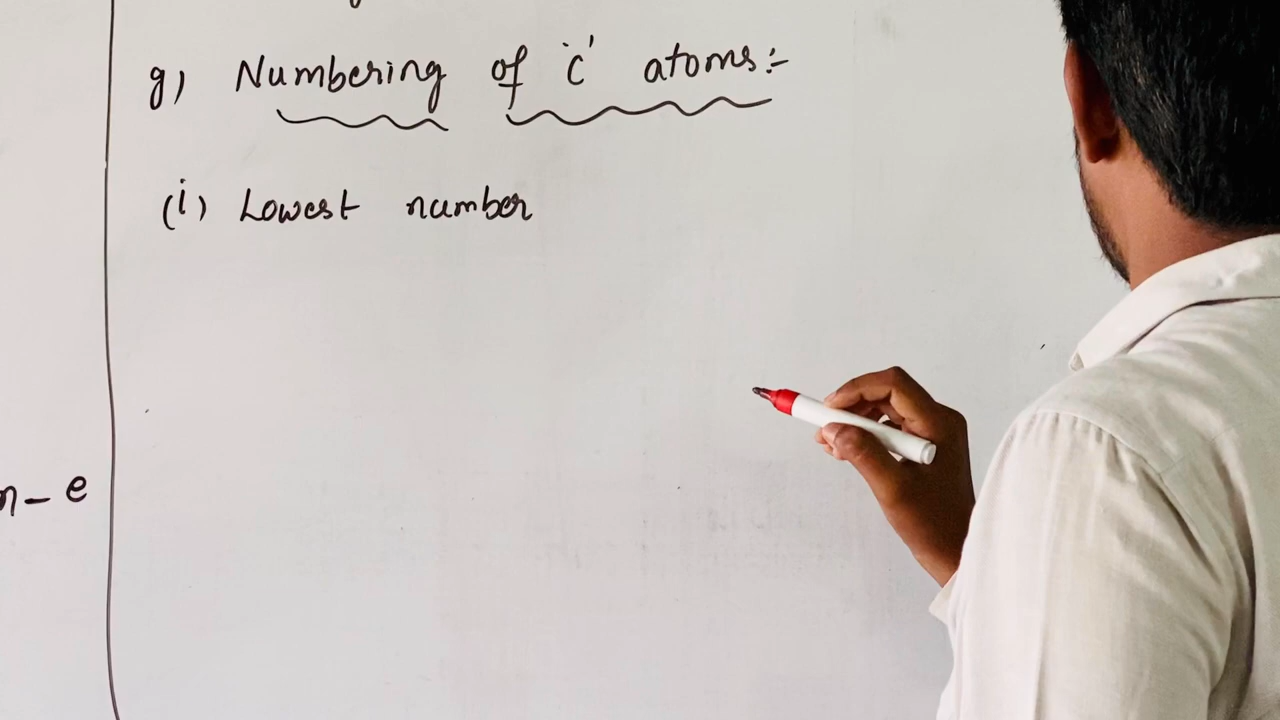 g) Numbering of 'c' atoms:-
(i) Lowest number
n- e